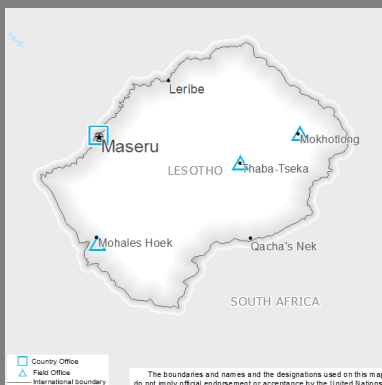 Leribe
Maseru
Mokhotlong
LESOTHO
Thaba-Tseka
Mohales Hoek
Qacha's Nek
SOUTH AFRICA
Country Office
Field Office
International boundary
The boundaries and names and the designations used on this map
do not imply official endorsement or acceptance by the United Nations.